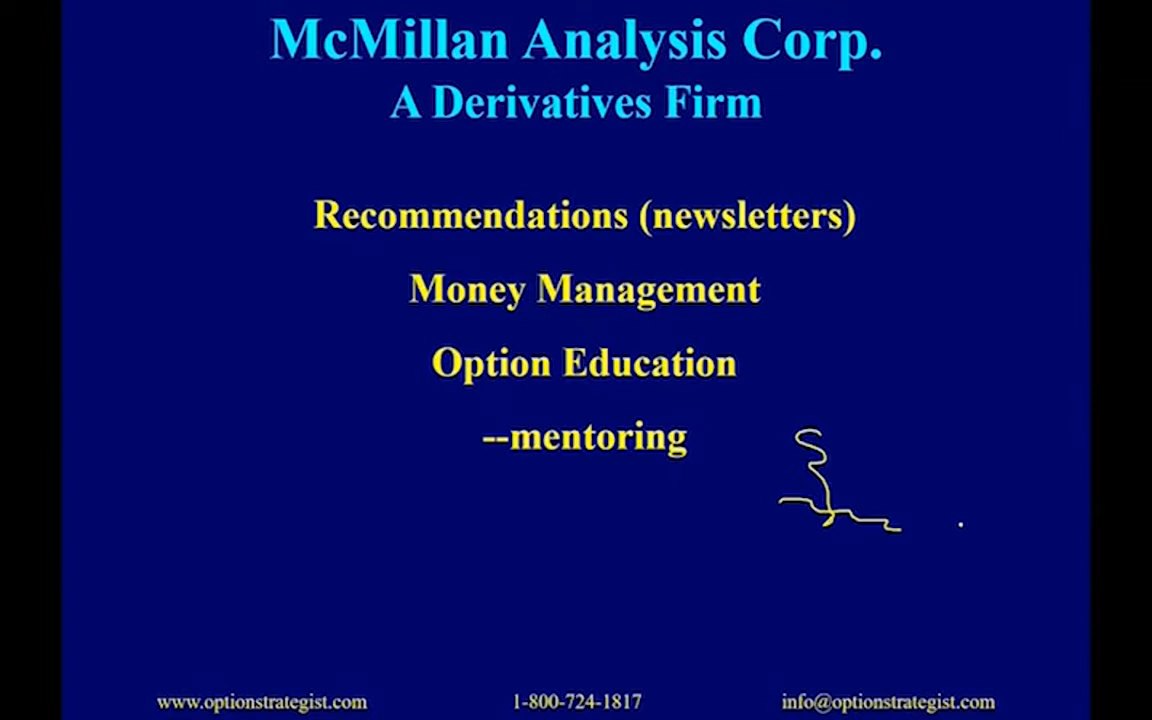 McMillan Analysis Corp.
A Derivatives Firm
Recommendations (newsletters)
Money Management
Option Education
--mentoring
www.optionstrategist.com 1-800-724-1817 info@optionstrategist.com